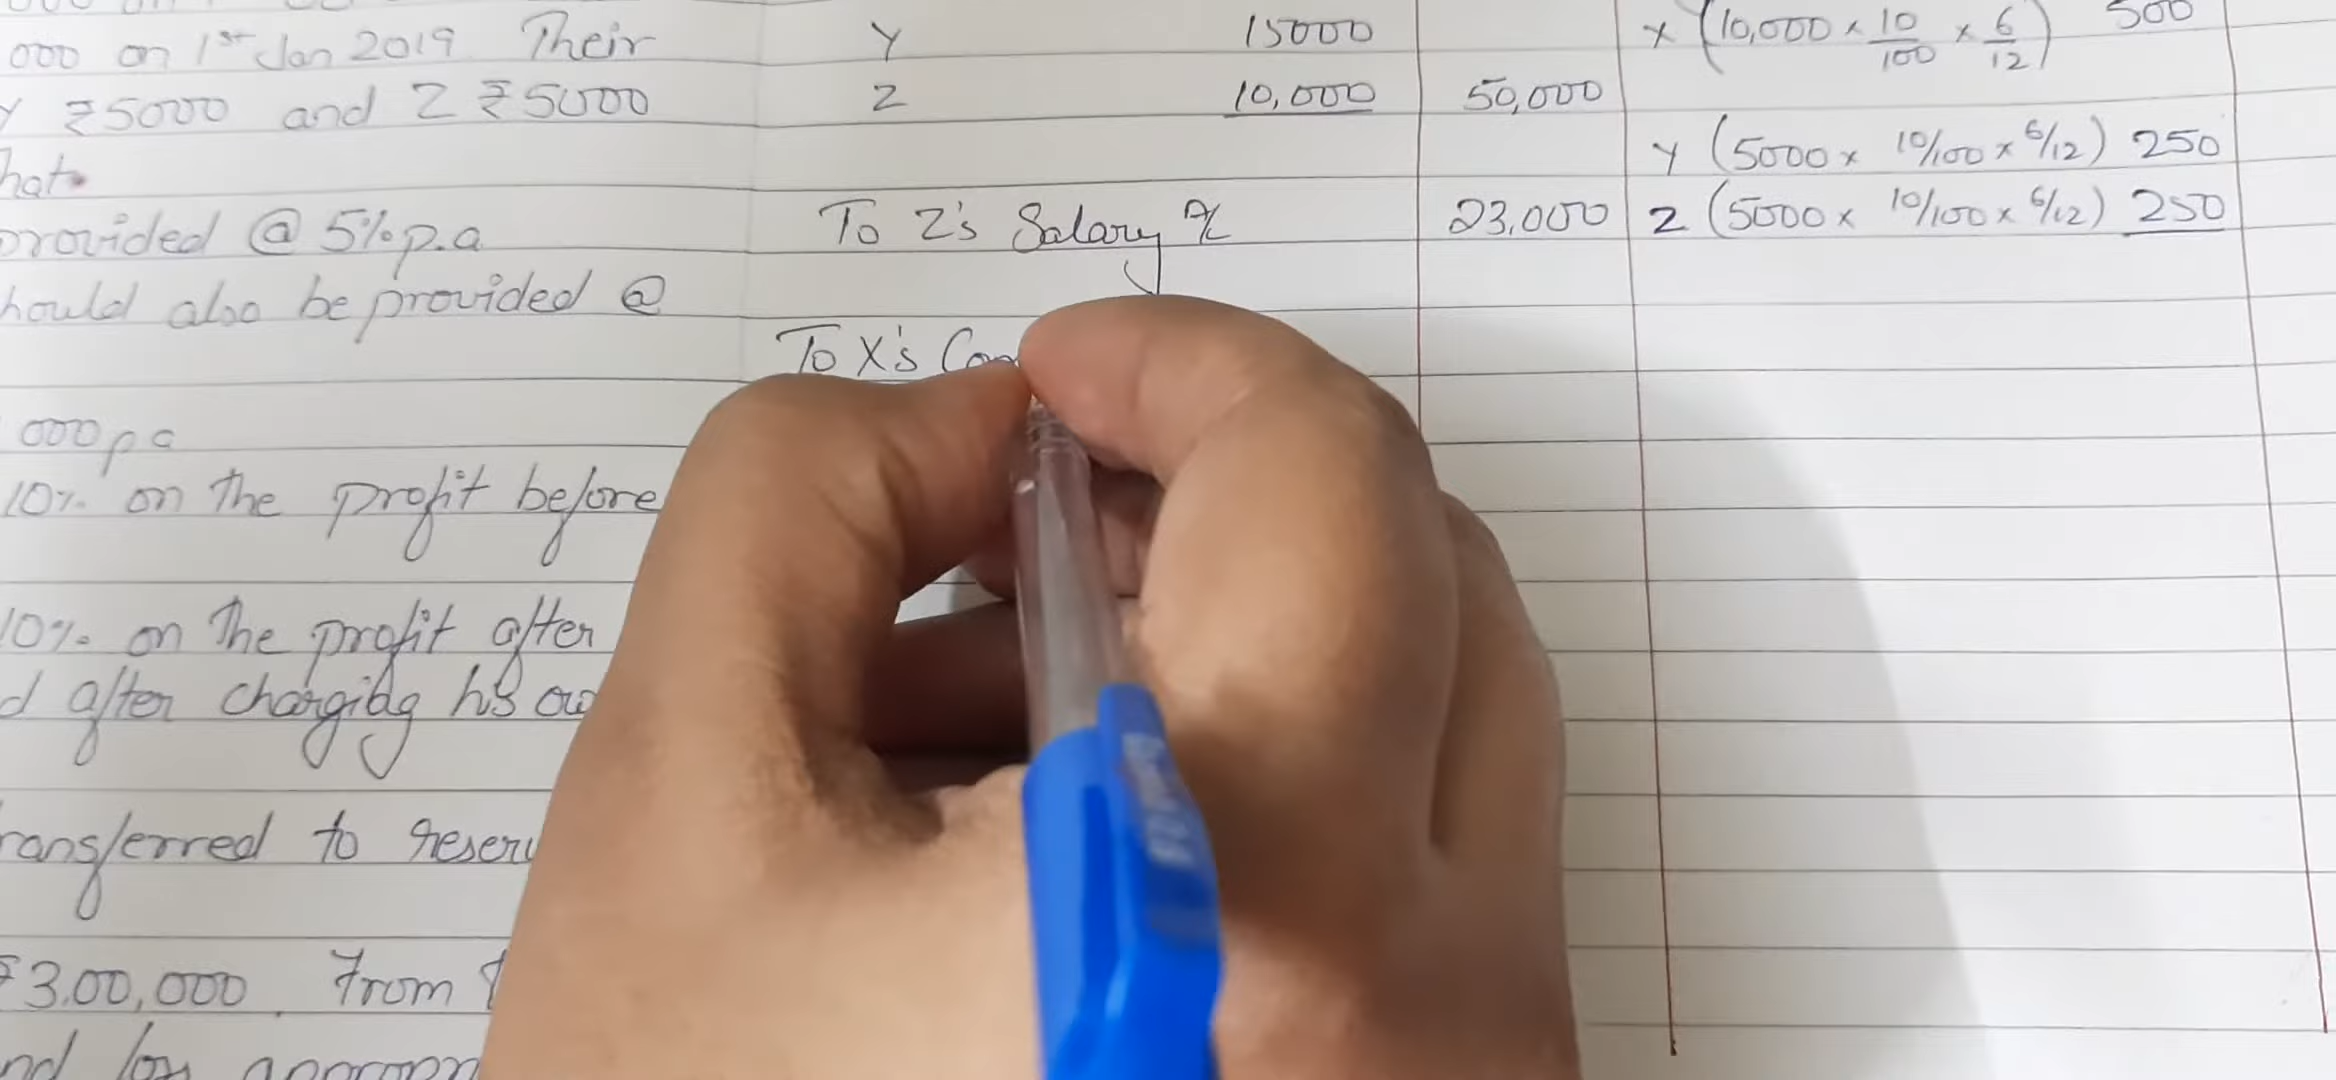 000 on 1st Jan 2019. Their
Y ₹5000 and Z ₹5000
hat
provided @ 5% p.a
hould also be provided @
000 p a
10% on the profit before
10% on the profit after
d after charging his
ransferred to
₹3,00,000. From
nd
Y 15000
Z 10,000 50,000
To Z's Salary A/c 23,000
To X's Com
X (10,000 × 10/100 × 6/12) 500
Y (5000 × 10/100 × 6/12) 250
Z (5000 × 10/100 × 6/12) 250